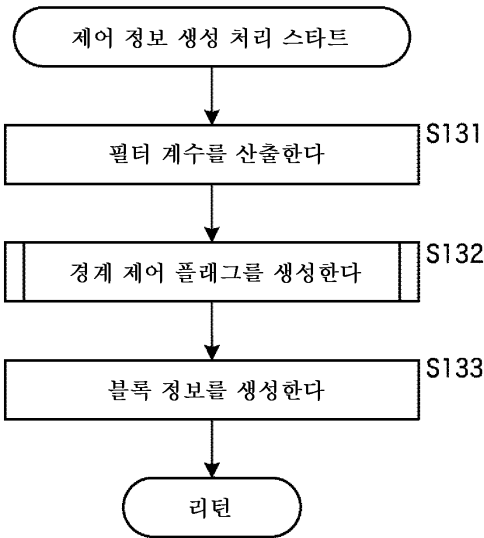 제어 정보 생성 처리 스타트
S131
필터 계수를 산출한다
S132
경계 제어 플래그를 생성한다
S133
블록 정보를 생성한다
리턴